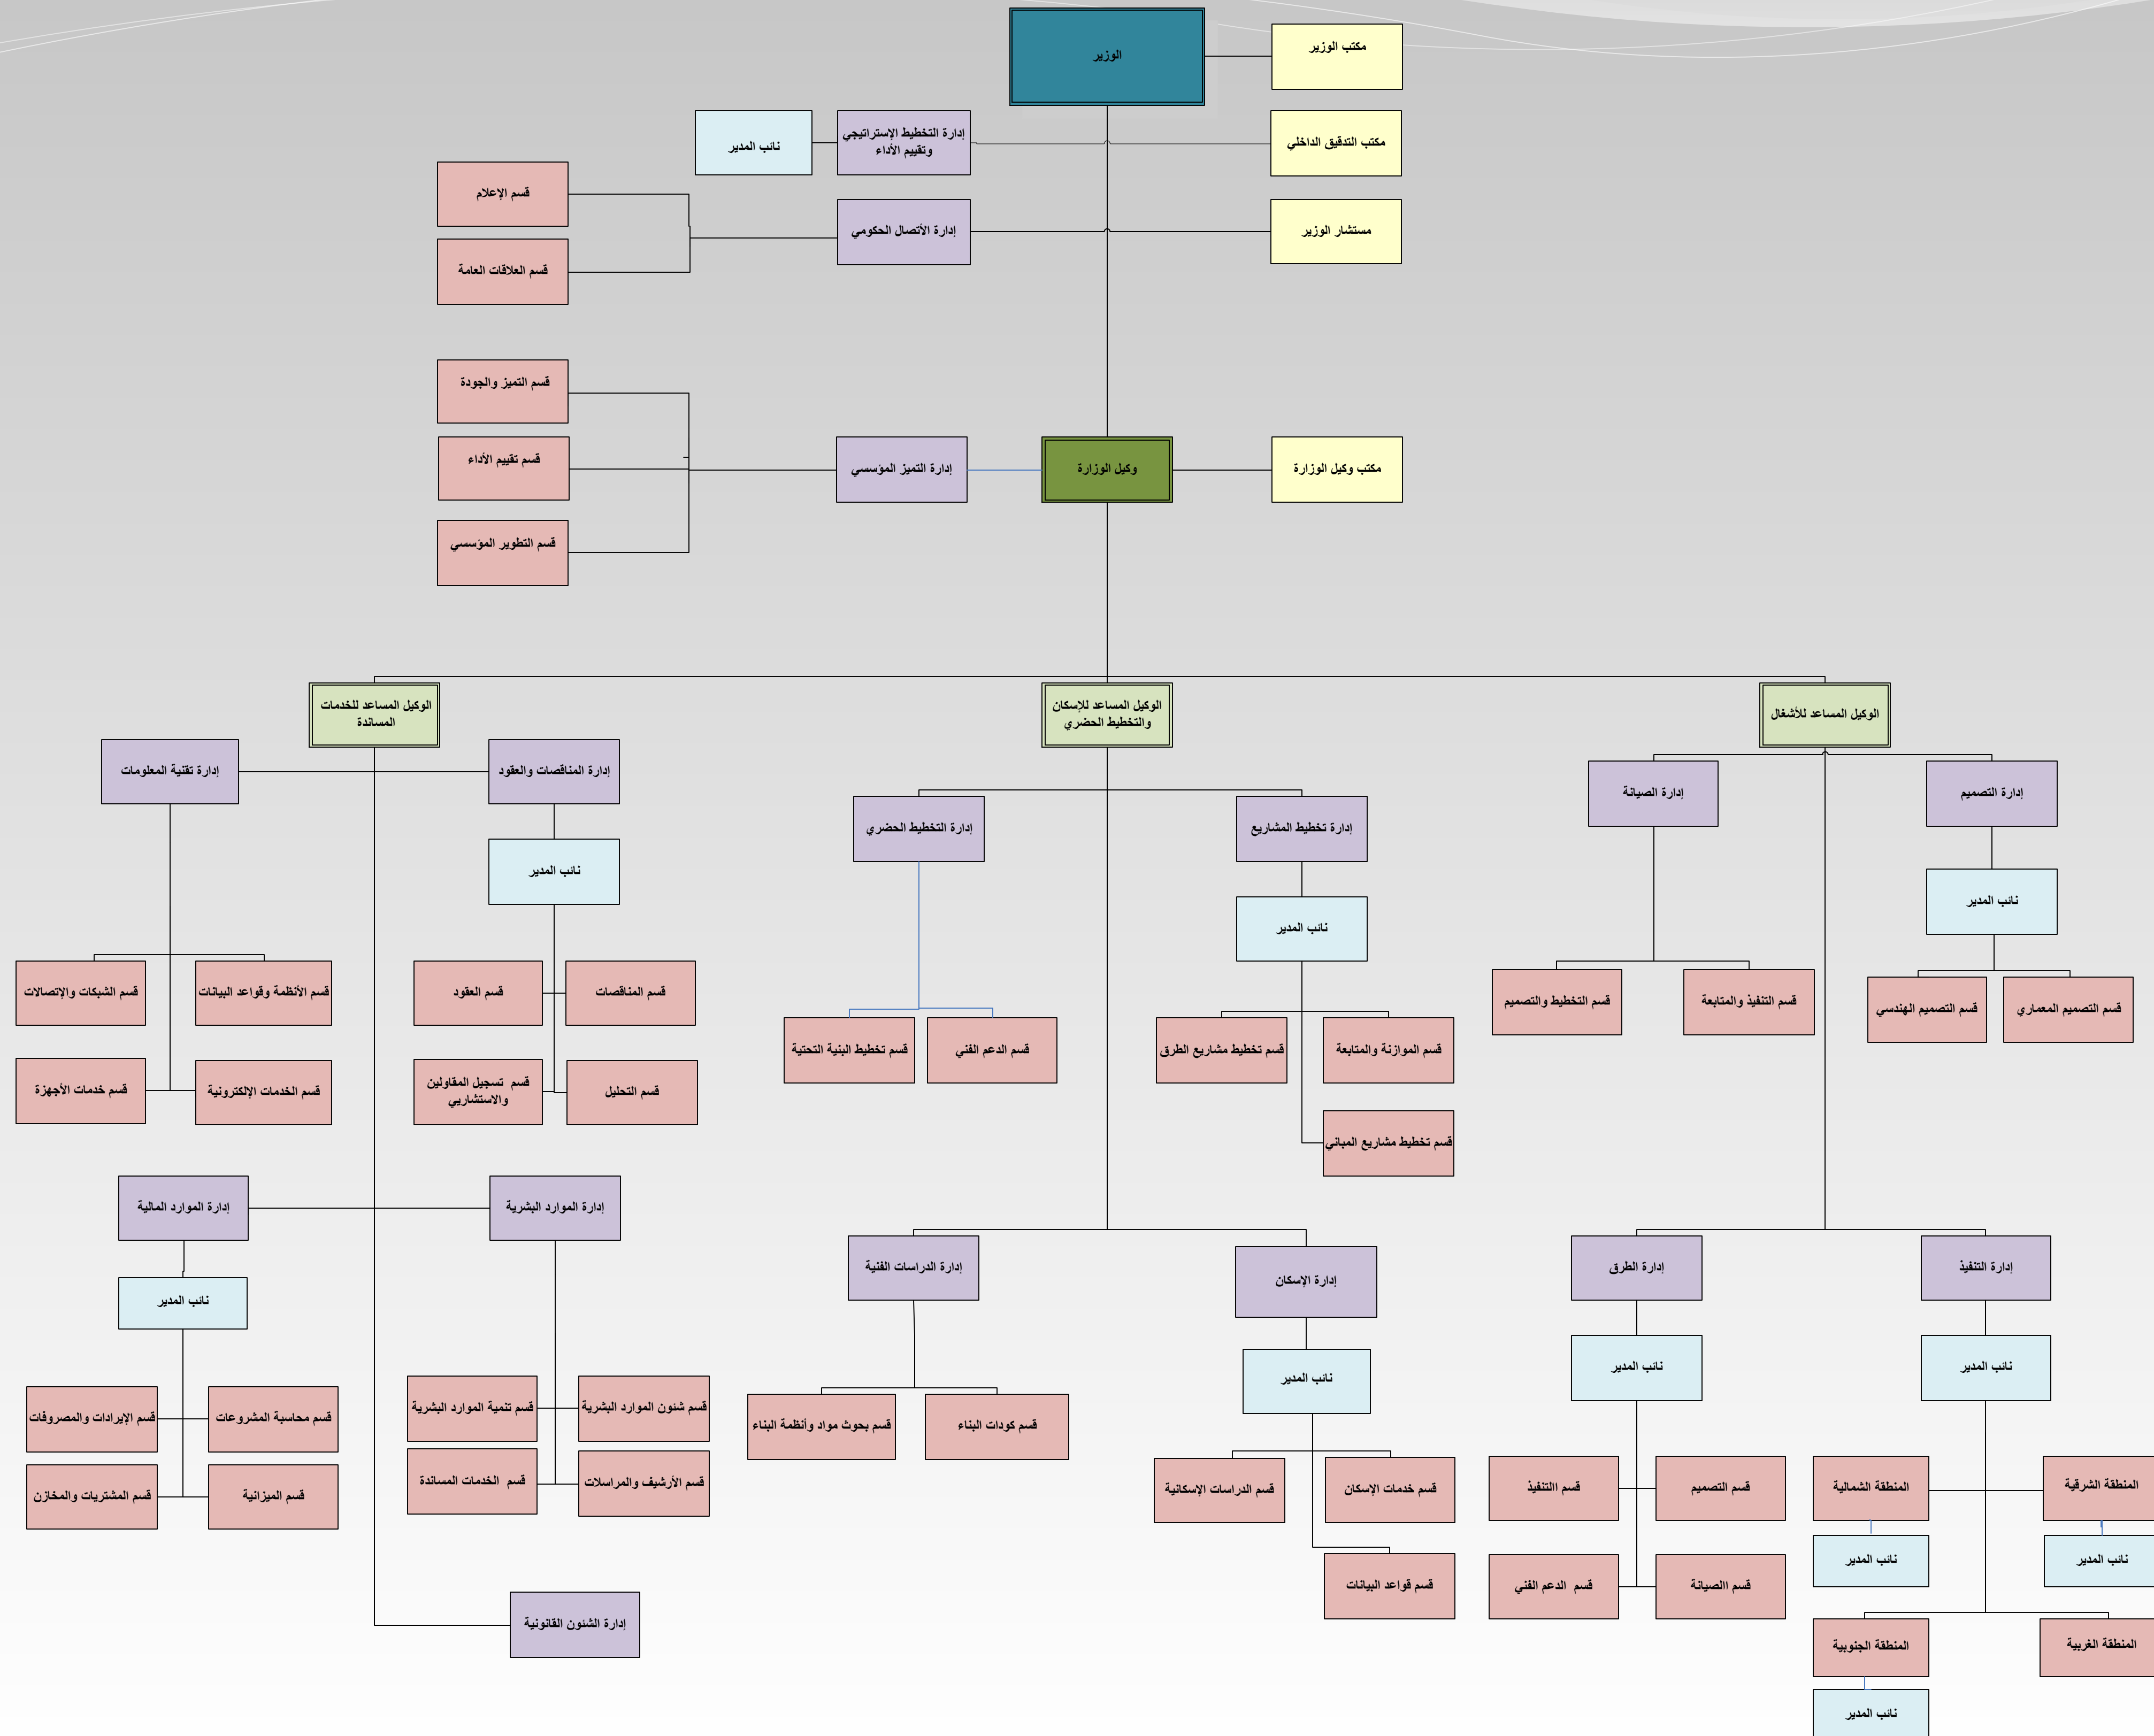 الوزير
مكتب الوزير
مكتب التدقيق الداخلي
إدارة التخطيط الإستراتيجي
وتقييم الأداء
نائب المدير
مستشار الوزير
إدارة الأتصال الحكومي
قسم الإعلام
قسم العلاقات العامة
مكتب وكيل الوزارة
وكيل الوزارة
إدارة التميز المؤسسي
قسم التميز والجودة
قسم تقييم الأداء
قسم التطوير المؤسسي
الوكيل المساعد للأشغال
الوكيل المساعد للإسكان
والتخطيط الحضري
الوكيل المساعد للخدمات
المساندة
إدارة التصميم
نائب المدير
قسم التصميم المعماري
قسم التصميم الهندسي
إدارة الصيانة
قسم التنفيذ والمتابعة
قسم التخطيط والتصميم
إدارة التنفيذ
نائب المدير
المنطقة الشرقية
نائب المدير
المنطقة الشمالية
نائب المدير
المنطقة الغربية
المنطقة الجنوبية
نائب المدير
إدارة الطرق
نائب المدير
قسم التصميم
قسم االتنفيذ
قسم االصيانة
قسم الدعم الفني
إدارة تخطيط المشاريع
نائب المدير
قسم الموازنة والمتابعة
قسم تخطيط مشاريع الطرق
قسم تخطيط مشاريع المباني
إدارة التخطيط الحضري
قسم الدعم الفني
قسم تخطيط البنية التحتية
إدارة الإسكان
نائب المدير
قسم خدمات الإسكان
قسم الدراسات الإسكانية
قسم قواعد البيانات
إدارة الدراسات الفنية
قسم كودات البناء
قسم بحوث مواد وأنظمة البناء
إدارة المناقصات والعقود
نائب المدير
قسم المناقصات
قسم العقود
قسم التحليل
قسم تسجيل المقاولين
والاستشاريي
إدارة تقنية المعلومات
قسم الأنظمة وقواعد البيانات
قسم الشبكات والإتصالات
قسم الخدمات الإلكترونية
قسم خدمات الأجهزة
إدارة الموارد البشرية
قسم شئون الموارد البشرية
قسم تنمية الموارد البشرية
قسم الأرشيف والمراسلات
قسم الخدمات المساندة
إدارة الموارد المالية
نائب المدير
قسم محاسبة المشروعات
قسم الإيرادات والمصروفات
قسم الميزانية
قسم المشتريات والمخازن
إدارة الشئون القانونية